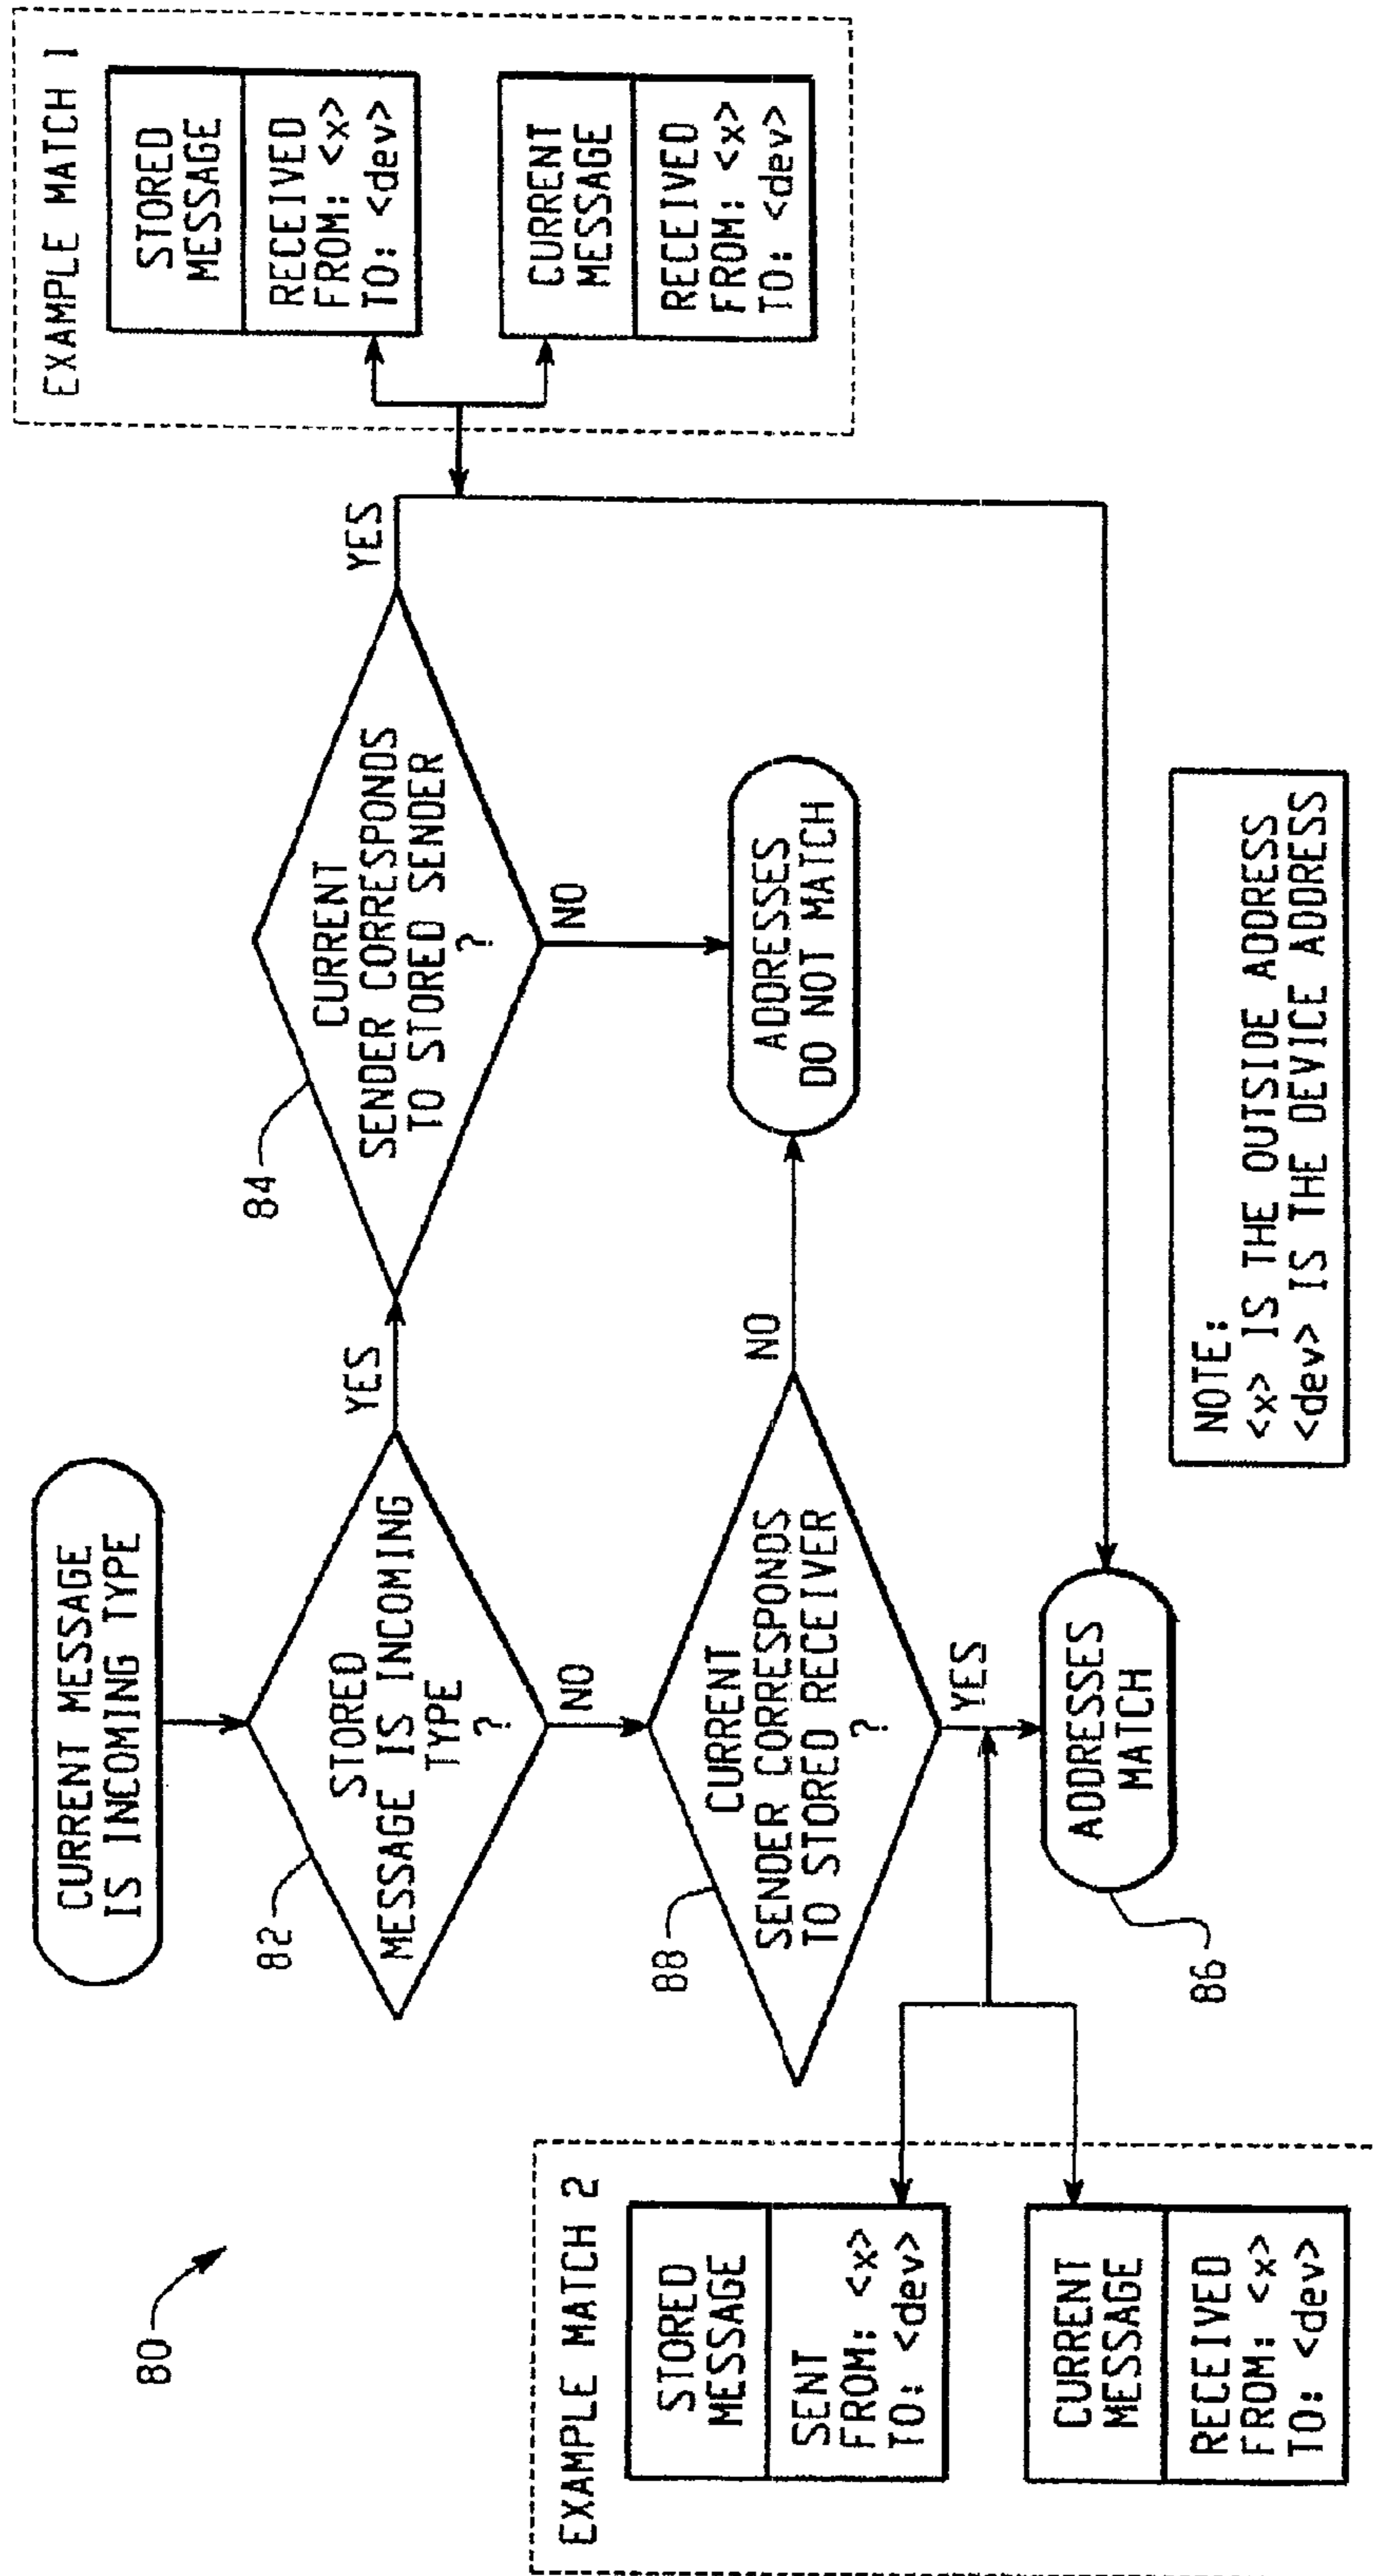 80
CURRENT MESSAGE
IS INCOMING TYPE
82
STORED
MESSAGE IS INCOMING
TYPE
?
YES
NO
84
CURRENT
SENDER CORRESPONDS
TO STORED SENDER
?
YES
NO
EXAMPLE MATCH 1
STORED
MESSAGE
RECEIVED
FROM: <x>
TO: <dev>
CURRENT
MESSAGE
RECEIVED
FROM: <x>
TO: <dev>
88
CURRENT
SENDER CORRESPONDS
TO STORED RECEIVER
?
NO
YES
ADDRESSES
DO NOT MATCH
EXAMPLE MATCH 2
STORED
MESSAGE
SENT
FROM: <x>
TO: <dev>
CURRENT
MESSAGE
RECEIVED
FROM: <x>
TO: <dev>
ADDRESSES
MATCH
86
NOTE:
<x> IS THE OUTSIDE ADDRESS
<dev> IS THE DEVICE ADDRESS